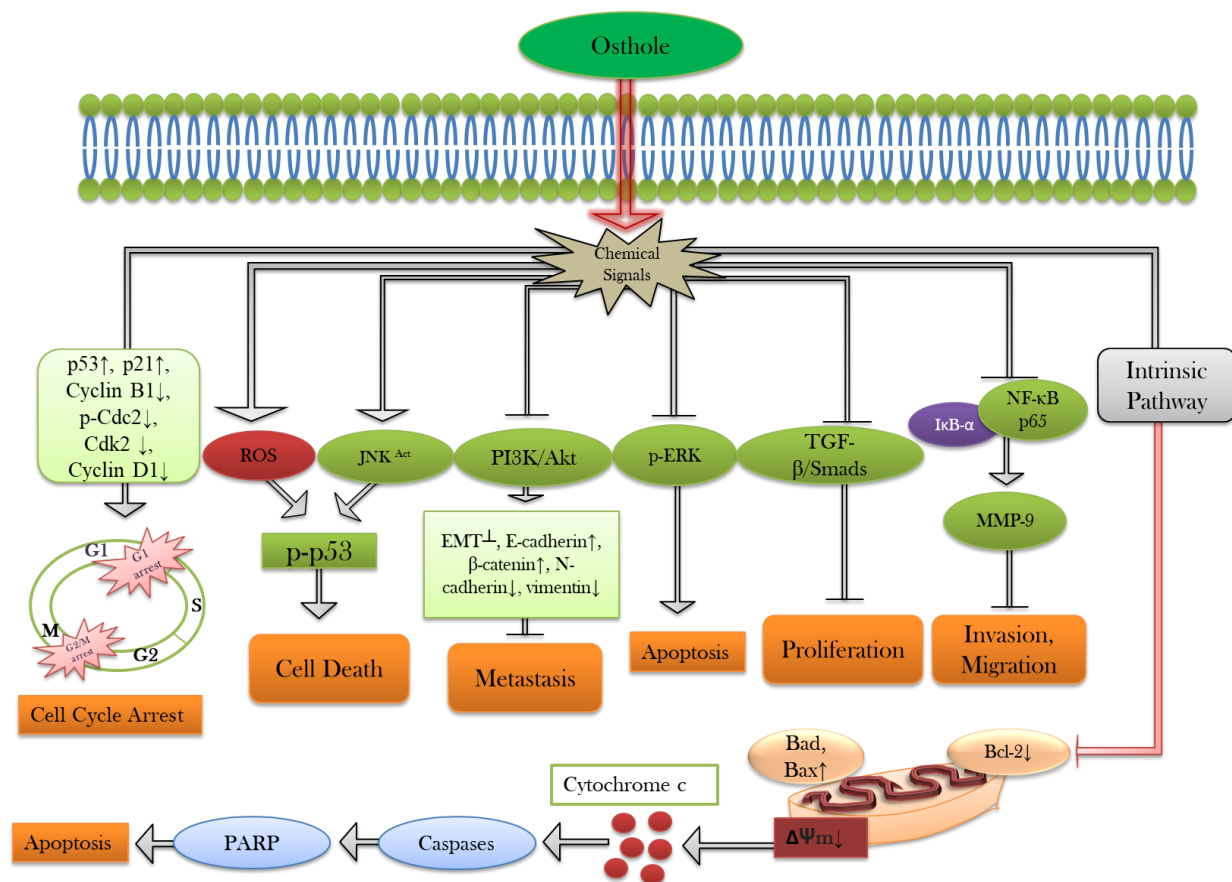 Osthole
Chemical
Signals
p53↑, p21↑,
Cyclin B1↓,
p-Cdc2↓,
Cdk2 ↓,
Cyclin D1↓
ROS
JNK Act
PI3K/Akt
p-ERK
TGF-
β/Smads
IκB-α
NF-κB
p65
Intrinsic
Pathway
MMP-9
p-p53
EMT┴, E-cadherin↑,
β-catenin↑, N-
cadherin↓, vimentin↓
G1
G1
arrest
S
M
G2/M
arrest
G2
Cell Cycle Arrest
Cell Death
Metastasis
Apoptosis
Proliferation
Invasion,
Migration
Bad,
Bax↑
Bcl-2↓
ΔΨm↓
Cytochrome c
Caspases
PARP
Apoptosis